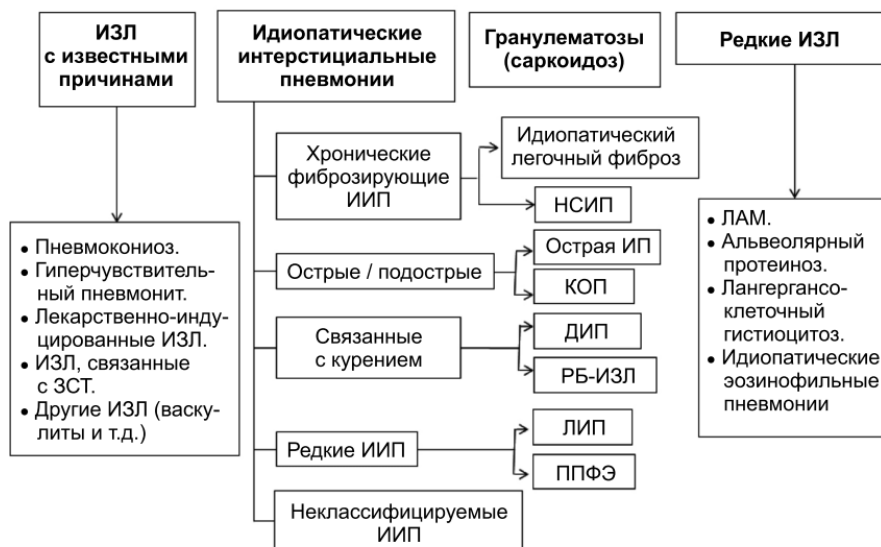 ИЗЛ
с известными
причинами
Идиопатические
интерстициальные
пневмонии
Гранулематозы
(саркоидоз)
Редкие ИЗЛ
• Пневмокониоз.
• Гиперчувствитель-
ный пневмонит.
• Лекарственно-инду-
цированные ИЗЛ.
• ИЗЛ, связанные
с ЗСТ.
• Другие ИЗЛ (васку-
литы и т.д.)
Хронические
фиброзирующие
ИИП
Идиопатический
легочный фиброз
НСИП
Острые / подострые
Острая ИП
КОП
Связанные
с курением
ДИП
РБ-ИЗЛ
Редкие ИИП
ЛИП
ППФЭ
Неклассифицируемые
ИИП
• ЛАМ.
• Альвеолярный
протеиноз.
• Лангергансо-
клеточный
гистиоцитоз.
• Идиопатические
эозинофильные
пневмонии